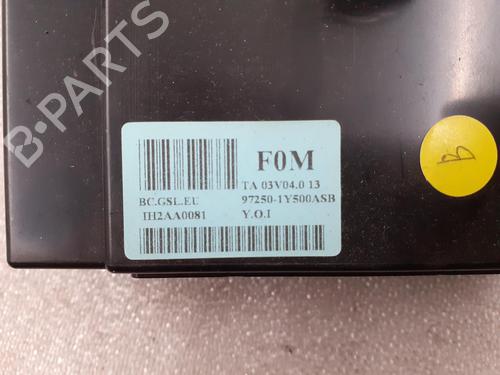 B-PARTS
F0M
TA 03V04.0 13
BC.GSL.EU 97250-1Y500ASB
IH2AA0081 Y.O.I
B